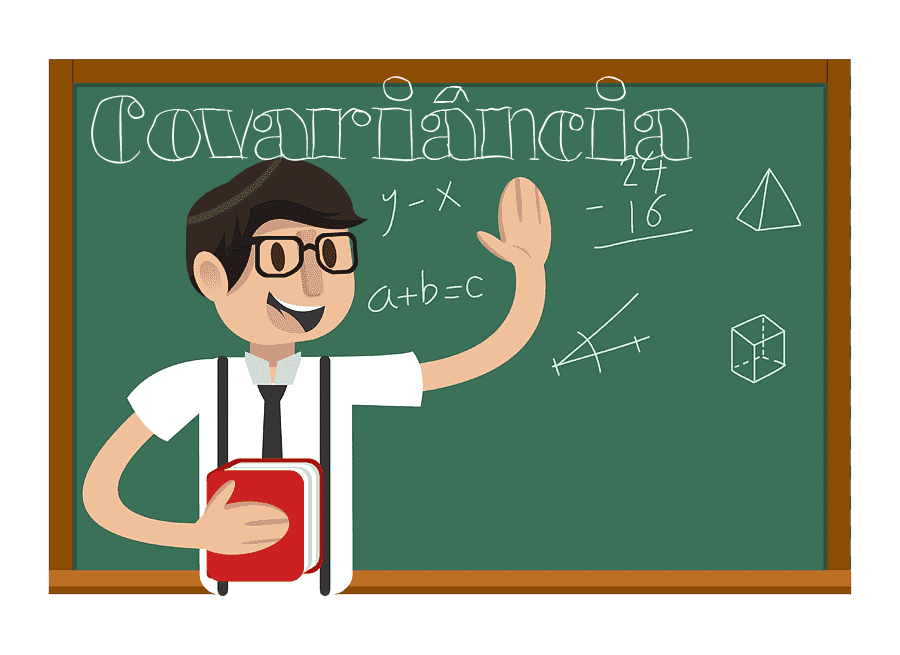 Covariância
y - x
24
- 16
a+b=c